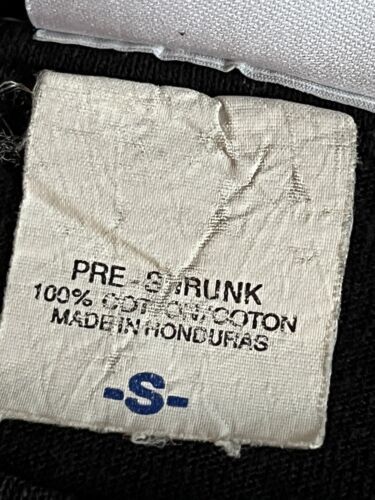 PRE-SHRUNK
100% COTTON/COTON
MADE IN HONDURAS
-S-